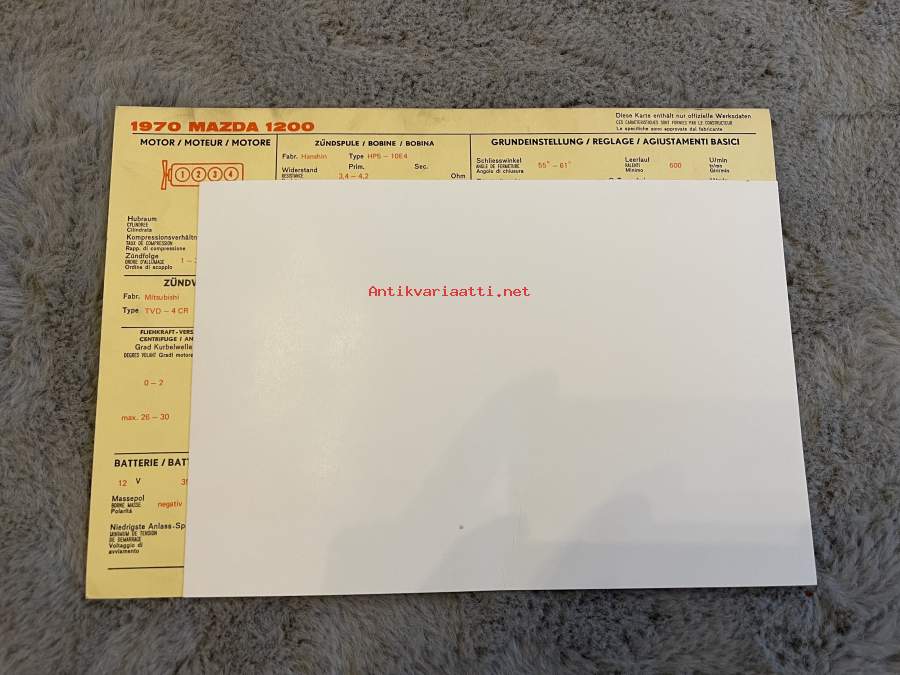 1970 MAZDA 1200
Diese Karte enthält nur offizielle Werksdaten
CES CARACTERISTIQUES SONT FOURNIES PAR LE CONSTRUCTEUR
Le specifiche sono approvate dal fabbricante
MOTOR / MOTEUR / MOTORE
1 2 3 4
Hubraum
CYLINDREE
Cilindrata
Kompressionsverhältn
TAUX DE COMPRESSION
Rapp. di compressione
Zündfolge
ORDRE D'ALLUMAGE
Ordine di scoppio
1 –
ZÜNDV
Fabr. Mitsubishi
Type TVD – 4 CR
FLIEHKRAFT-VERS
CENTRIFUGE / AN
Grad Kurbelwelle
DEGRES VOLANT Gradi motore
0 – 2
max. 26 – 30
BATTERIE / BATT
12 V
Massepol
BORNE MASSE
Polarità
negativ
Niedrigste Anlass-Sp
MINIMUM DE TENSION
DE DEMARRAGE
Voltaggio di
avviamento
ZÜNDSPULE / BOBINE / BOBINA
Fabr. Hanshin Type HP5 – 10E4
Prim. Sec.
Widerstand
RESISTANCE
3,4 – 4,2 Ohm
GRUNDEINSTELLUNG / REGLAGE / AGIUSTAMENTI BASICI
Schliesswinkel
ANGLE DE FERMETURE
Angolo di chiusura
55° – 61°
Leerlauf
RALENTI
Minimo
600
U/min
ts/mn
Giri/min
Antikvariaatti.net